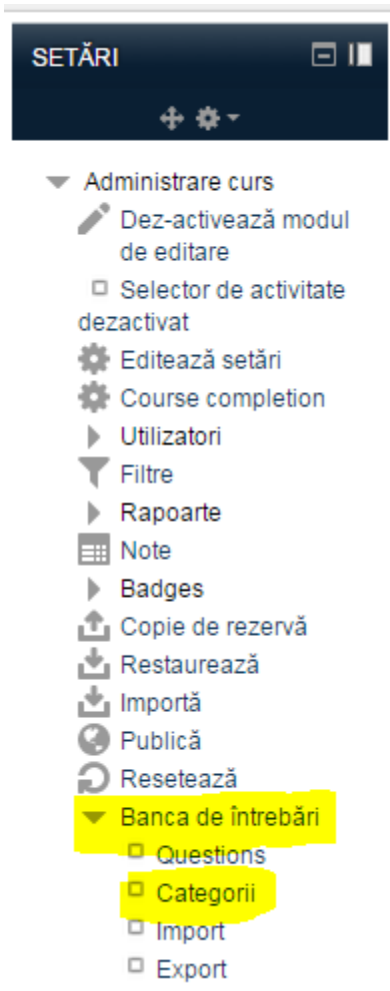 SETĂRI
Administrare curs
Dez-activează modul
de editare
Selector de activitate
dezactivat
Editează setări
Course completion
Utilizatori
Filtre
Rapoarte
Note
Badges
Copie de rezervă
Restaurează
Importă
Publică
Resetează
Banca de întrebări
Questions
Categorii
Import
Export